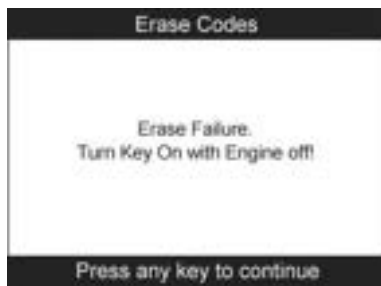 Erase Codes
Erase Failure.
Turn Key On with Engine off!
Press any key to continue